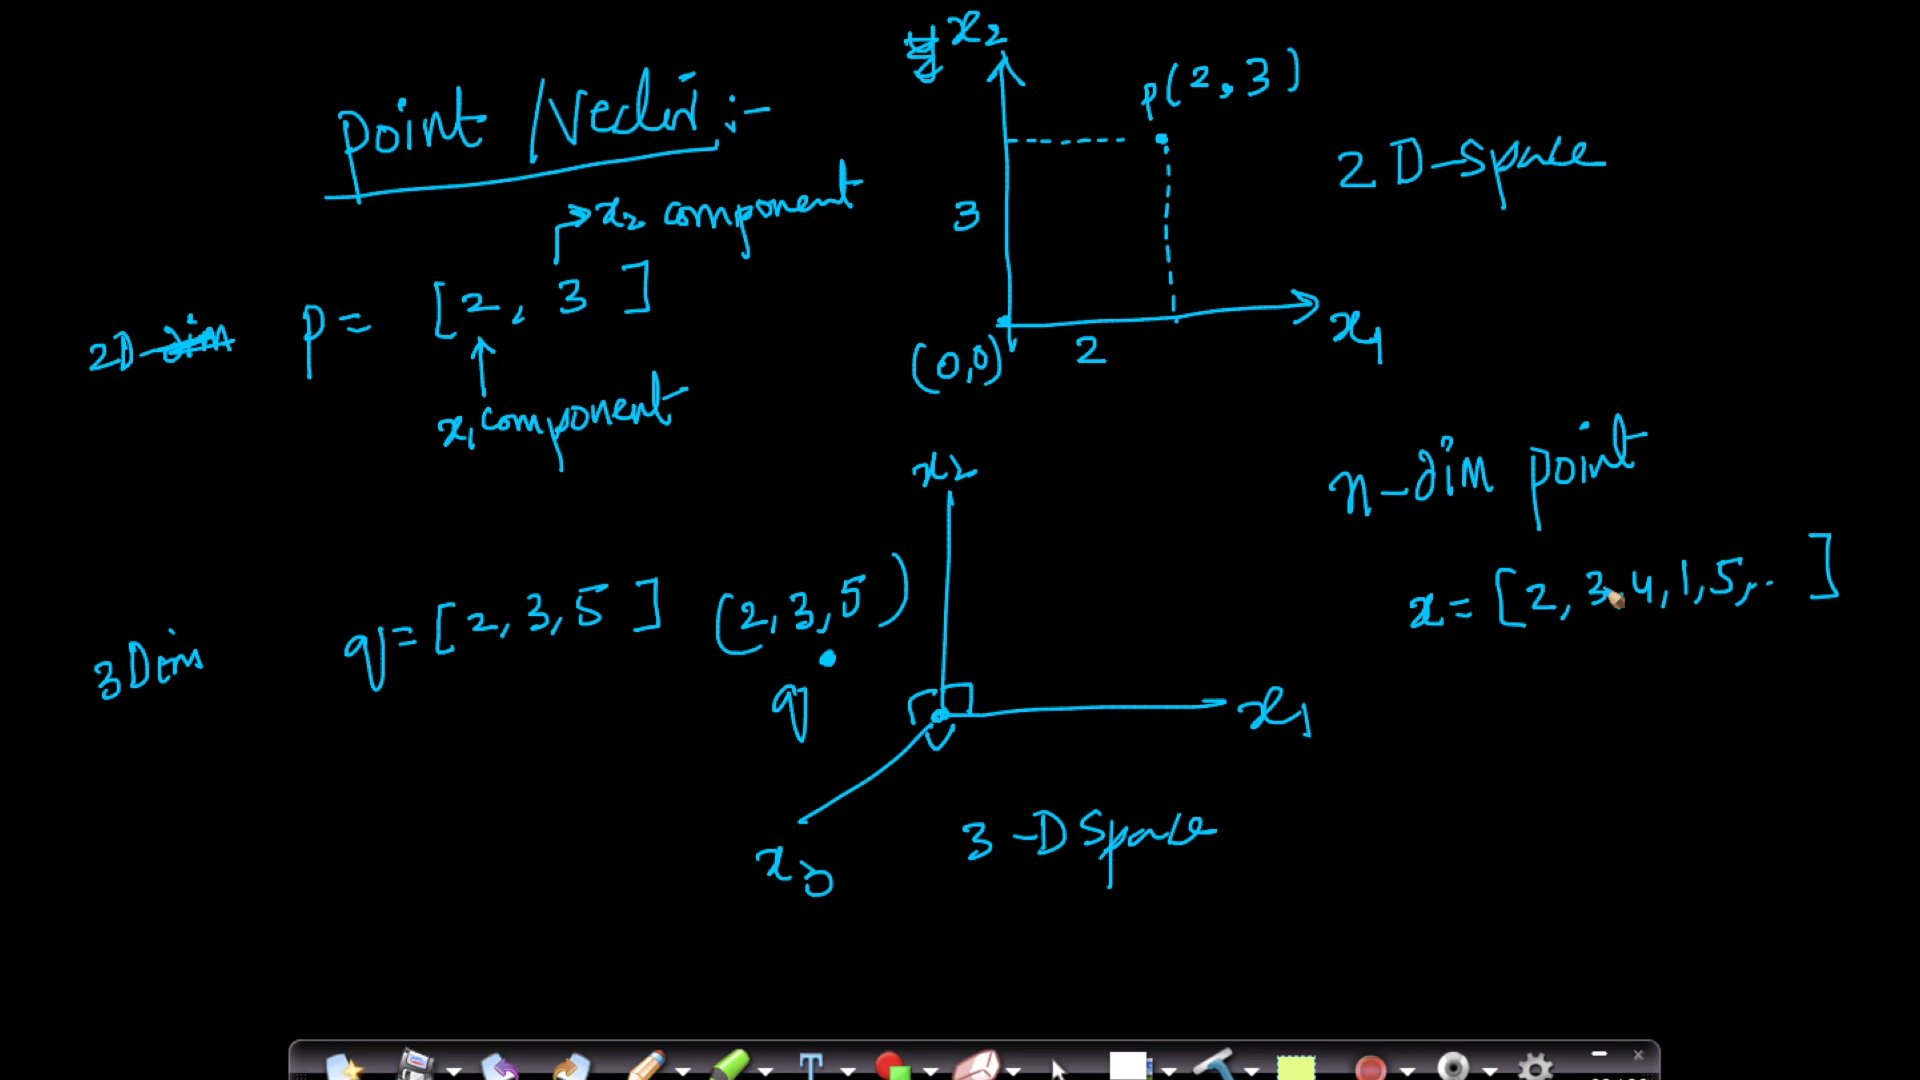 Point /Vector :-
x2 component
2D-dim p = [2, 3]
x1 component
y x2
p(2,3)
3
2D-space
(0,0)
2
x1
n-dim point
x = [2, 3, 4, 1, 5, .. ]
3Dim q = [2, 3, 5] (2, 3, 5)
q
x2
x1
x3
3-D Space
T